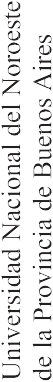 Universidad Nacional del Noroeste
de la Provincia de Buenos Aires